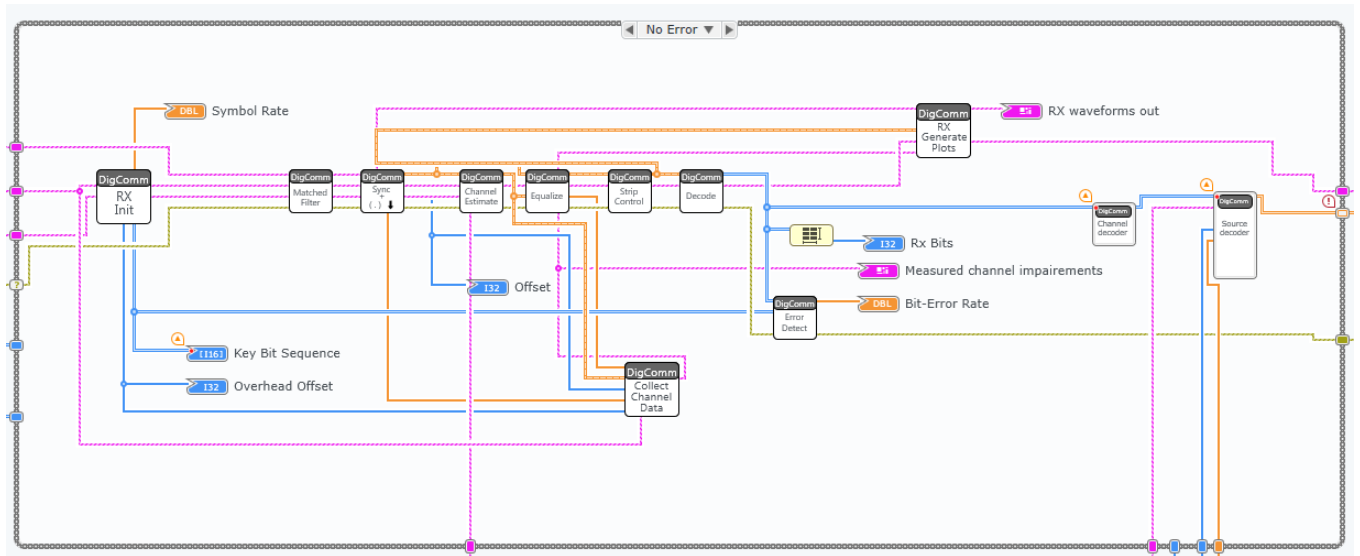 No Error
DBL
Symbol Rate
DigComm
RX
Generate
Plots
RX waveforms out
DigComm
RX
Init
DigComm
Matched
Filter
DigComm
Sync
(.)
DigComm
Channel
Estimate
DigComm
Equalize
DigComm
Strip
Control
DigComm
Decode
DigComm
Channel
decoder
DigComm
Source
decoder
I32
Rx Bits
Measured channel impairements
?
I32
Offset
DBL
Bit-Error Rate
DigComm
Error
Detect
[I16]
Key Bit Sequence
I32
Overhead Offset
DigComm
Collect
Channel
Data